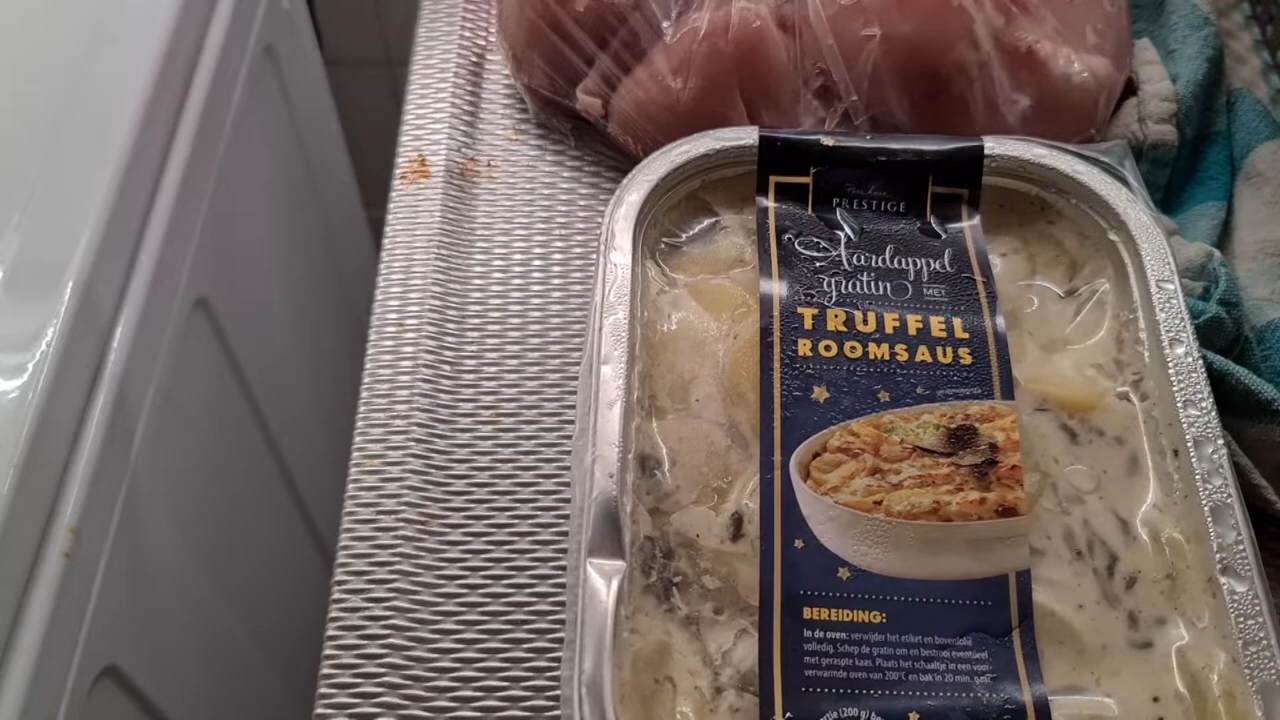 PRESTIGE
Aardappel
gratin MET
TRUFFEL
ROOMSAUS
BEREIDING:
In de oven: verwijder het etiket en bovenfolie
volledig. Schep de gratin om en bestrooi eventueel
met geraspte kaas. Plaats het schaaltje in een voor-
verwarmde oven van 200°C en bak in 20 min. gaar.
(200 g)